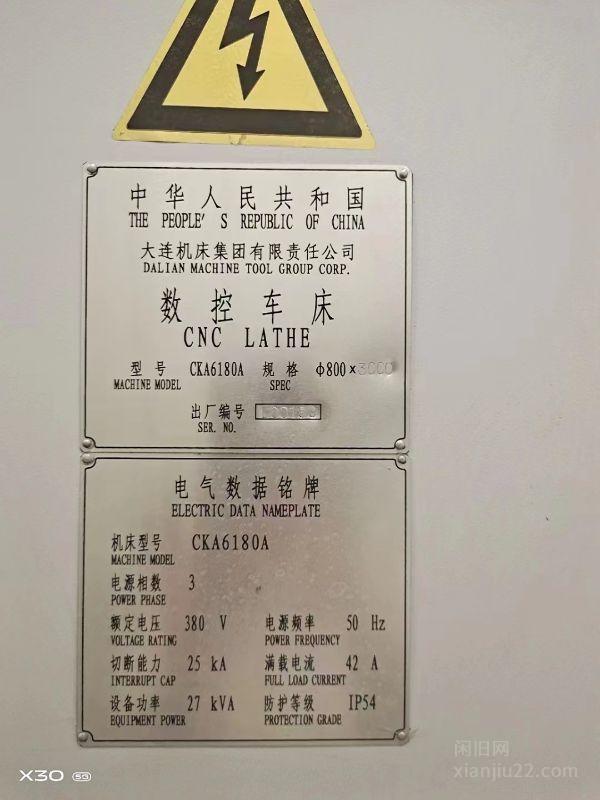 中华人民共和国
THE PEOPLE' S REPUBLIC OF CHINA
大连机床集团有限责任公司
DALIAN MACHINE TOOL GROUP CORP.
数控车床
CNC LATHE
型号 CKA6180A 规格 φ800×3000
MACHINE MODEL SPEC
出厂编号
SER. NO.
电气数据铭牌
ELECTRIC DATA NAMEPLATE
机床型号 CKA6180A
MACHINE MODEL
电源相数 3
POWER PHASE
额定电压 380 V 电源频率 50 Hz
VOLTAGE RATING POWER FREQUENCY
切断能力 25 kA 满载电流 42 A
INTERRUPT CAP FULL LOAD CURRENT
设备功率 27 kVA 防护等级 IP54
EQUIPMENT POWER PROTECTION GRADE
闲旧网
xianjiu22.com
X30 5G